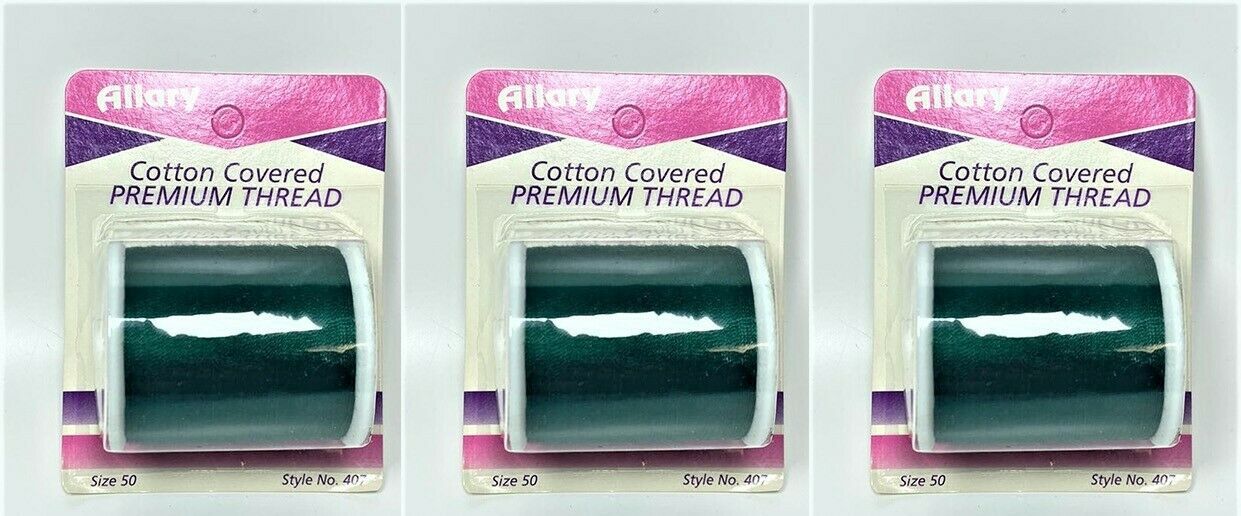 Allary
Cotton Covered
PREMIUM THREAD
Size 50 Style No. 407
Allary
Cotton Covered
PREMIUM THREAD
Size 50 Style No. 407
Allary
Cotton Covered
PREMIUM THREAD
Size 50 Style No. 407